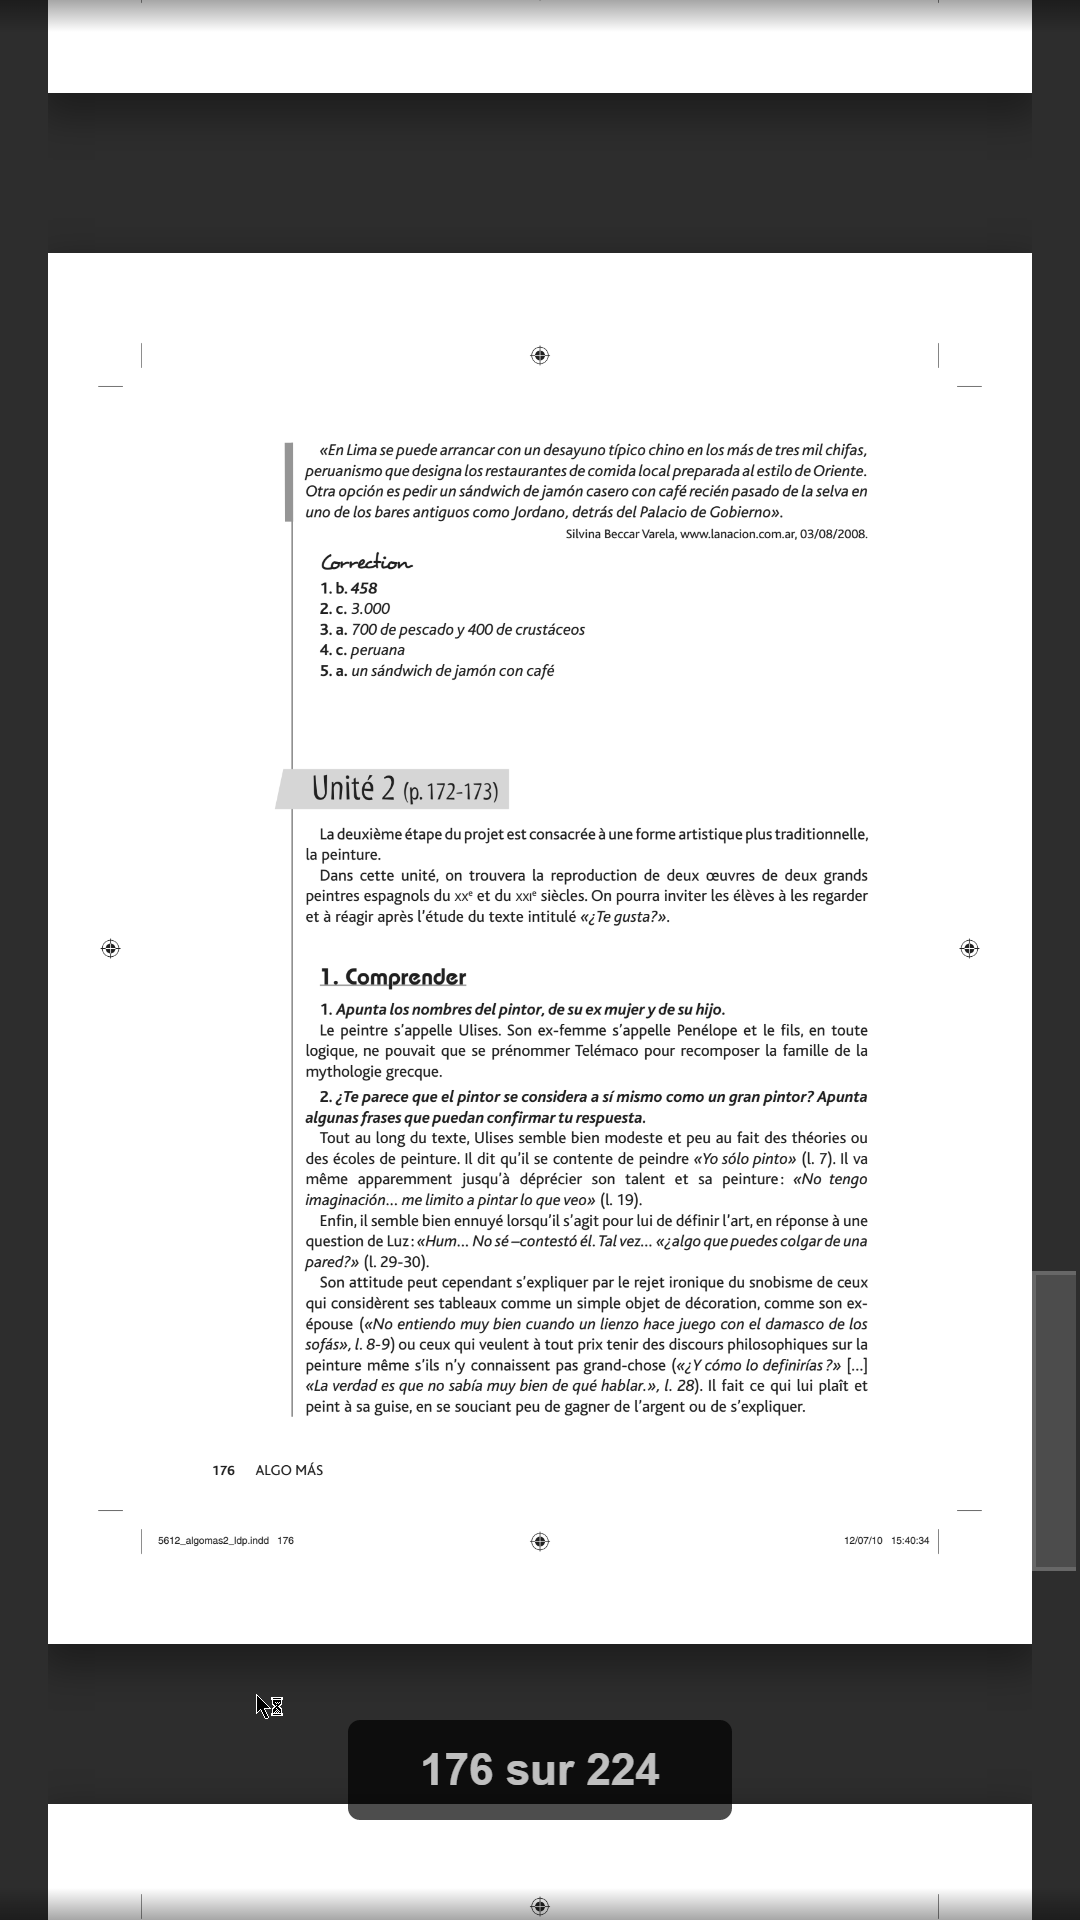 «En Lima se puede arrancar con un desayuno típico chino en los más de tres mil chifas,
peruanismo que designa los restaurantes de comida local preparada al estilo de Oriente.
Otra opción es pedir un sándwich de jamón casero con café recién pasado de la selva en
uno de los bares antiguos como Jordano, detrás del Palacio de Gobierno».
Silvina Beccar Varela, www.lanacion.com.ar, 03/08/2008.
Correction
1. b. 458
2. c. 3.000
3. a. 700 de pescado y 400 de crustáceos
4. c. peruana
5. a. un sándwich de jamón con café
Unité 2 (p. 172-173)
La deuxième étape du projet est consacrée à une forme artistique plus traditionnelle,
la peinture.
Dans cette unité, on trouvera la reproduction de deux œuvres de deux grands
peintres espagnols du XXe et du XXIe siècles. On pourra inviter les élèves à les regarder
et à réagir après l'étude du texte intitulé «¿Te gusta?».
1. Comprender
1. Apunta los nombres del pintor, de su ex mujer y de su hijo.
Le peintre s'appelle Ulises. Son ex-femme s'appelle Penélope et le fils, en toute
logique, ne pouvait que se prénommer Telémaco pour recomposer la famille de la
mythologie grecque.
2. ¿Te parece que el pintor se considera a sí mismo como un gran pintor? Apunta
algunas frases que puedan confirmar tu respuesta.
Tout au long du texte, Ulises semble bien modeste et peu au fait des théories ou
des écoles de peinture. Il dit qu'il se contente de peindre «Yo sólo pinto» (l. 7). Il va
même apparemment jusqu'à déprécier son talent et sa peinture : «No tengo
imaginación... me limito a pintar lo que veo» (l. 19).
Enfin, il semble bien ennuyé lorsqu'il s'agit pour lui de définir l'art, en réponse à une
question de Luz : «Hum... No sé –contestó él. Tal vez... «¿algo que puedes colgar de una
pared?» (l. 29-30).
Son attitude peut cependant s'expliquer par le rejet ironique du snobisme de ceux
qui considèrent ses tableaux comme un simple objet de décoration, comme son ex-
épouse («No entiendo muy bien cuando un lienzo hace juego con el damasco de los
sofás», l. 8-9) ou ceux qui veulent à tout prix tenir des discours philosophiques sur la
peinture même s'ils n'y connaissent pas grand-chose («¿Y cómo lo definirías ?» [...]
«La verdad es que no sabía muy bien de qué hablar.», l. 28). Il fait ce qui lui plaît et
peint à sa guise, en se souciant peu de gagner de l'argent ou de s'expliquer.
176 ALGO MÁS
5612_algomas2_ldp.indd 176
12/07/10 15:40:34
176 sur 224